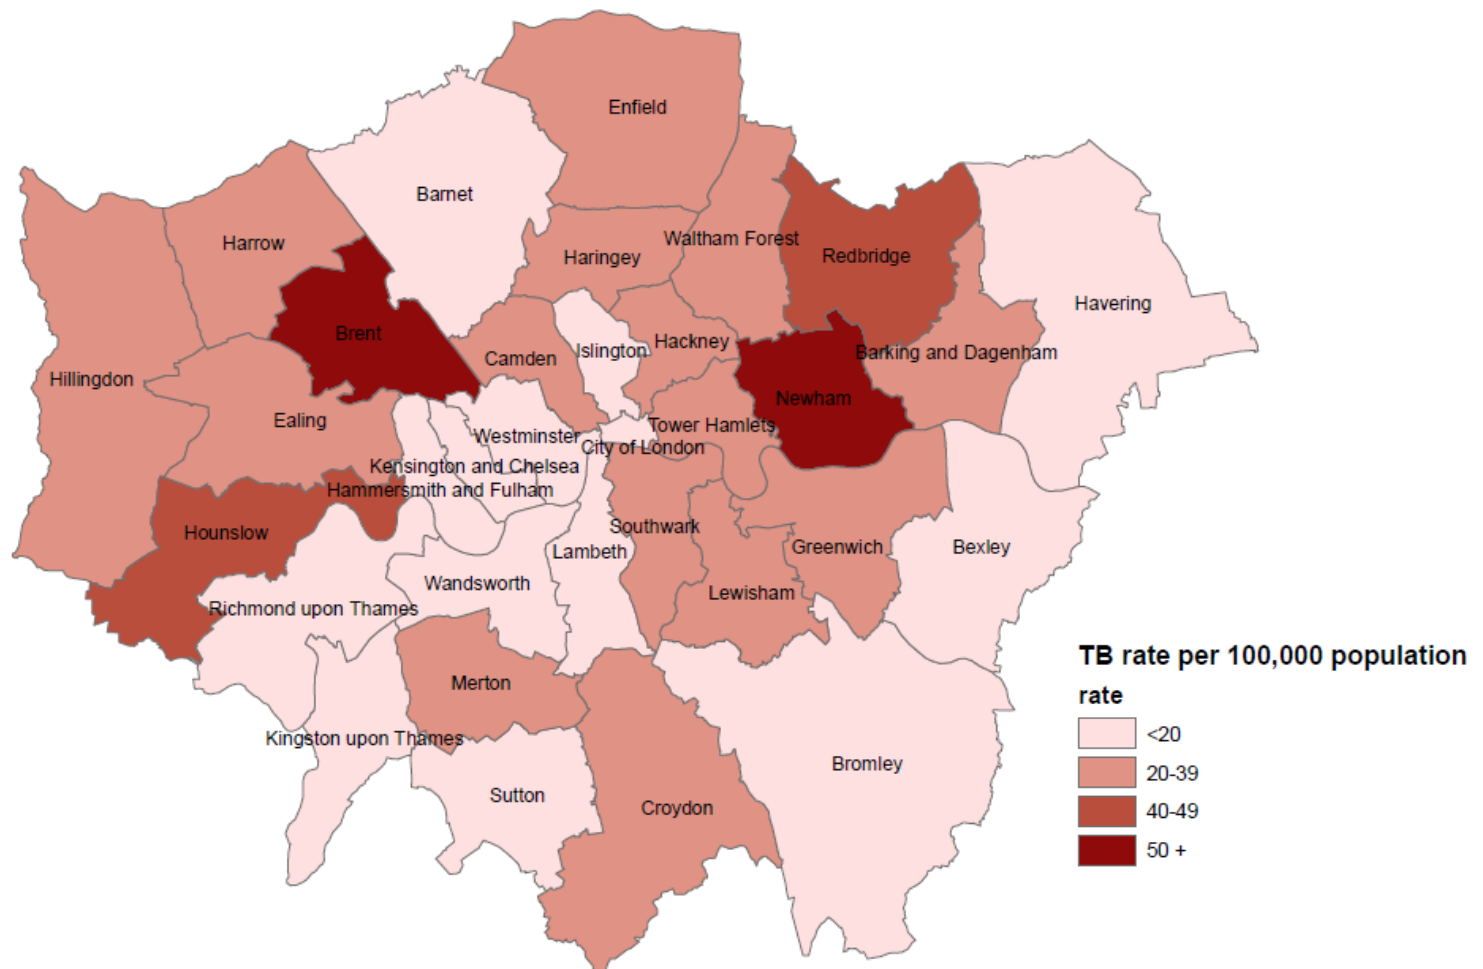 Enfield
Barnet
Harrow
Haringey
Waltham Forest
Redbridge
Havering
Brent
Camden
Islington
Hackney
Barking and Dagenham
Hillingdon
Newham
Ealing
Westminster
Tower Hamlets
City of London
Kensington and Chelsea
Hammersmith and Fulham
Hounslow
Southwark
Lambeth
Greenwich
Bexley
Wandsworth
Lewisham
Richmond upon Thames
Merton
Kingston upon Thames
Bromley
Sutton
Croydon
TB rate per 100,000 population
rate
<20
20-39
40-49
50 +